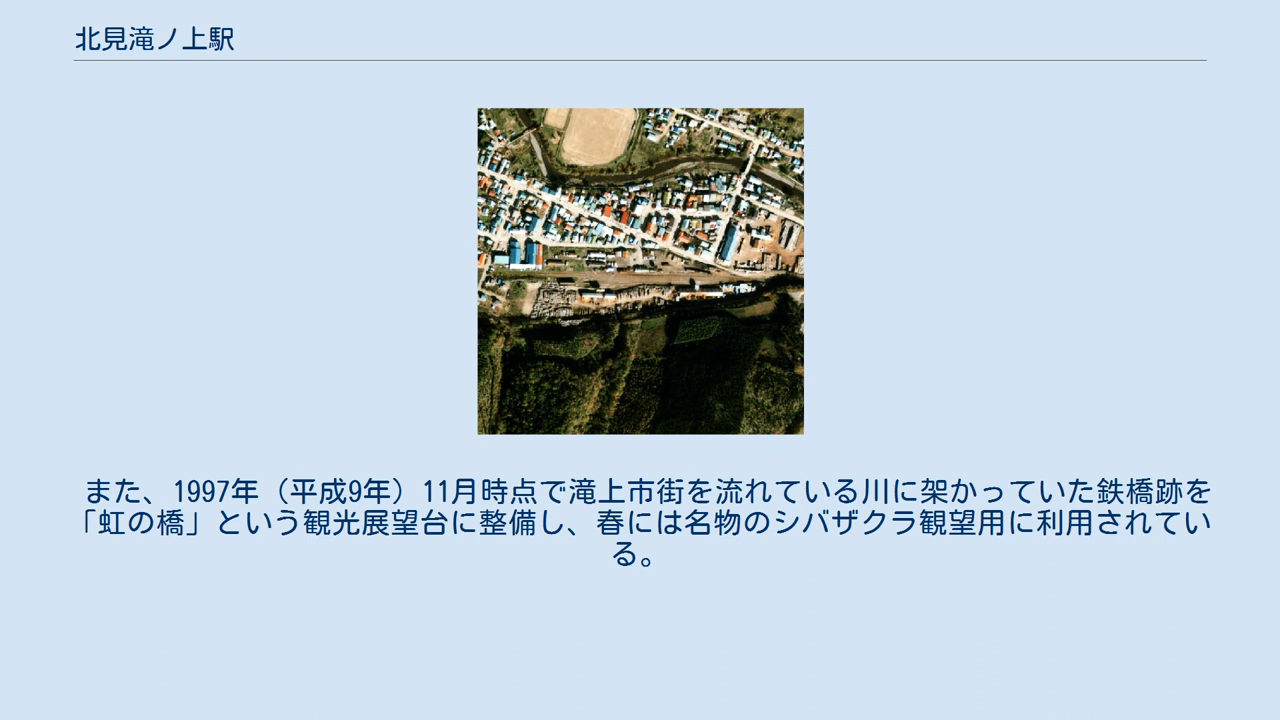 北見滝ノ上駅
また、1997年（平成9年）11月時点で滝上市街を流れている川に架かっていた鉄橋跡を
「虹の橋」という観光展望台に整備し、春には名物のシバザクラ観望用に利用されてい
る。